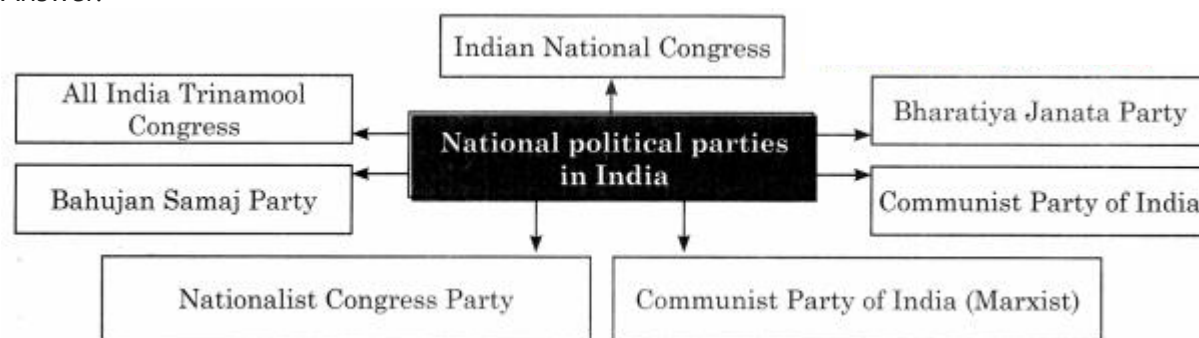 Indian National Congress
All India Trinamool
Congress
Bharatiya Janata Party
National political parties
in India
Bahujan Samaj Party
Communist Party of India
Nationalist Congress Party
Communist Party of India (Marxist)